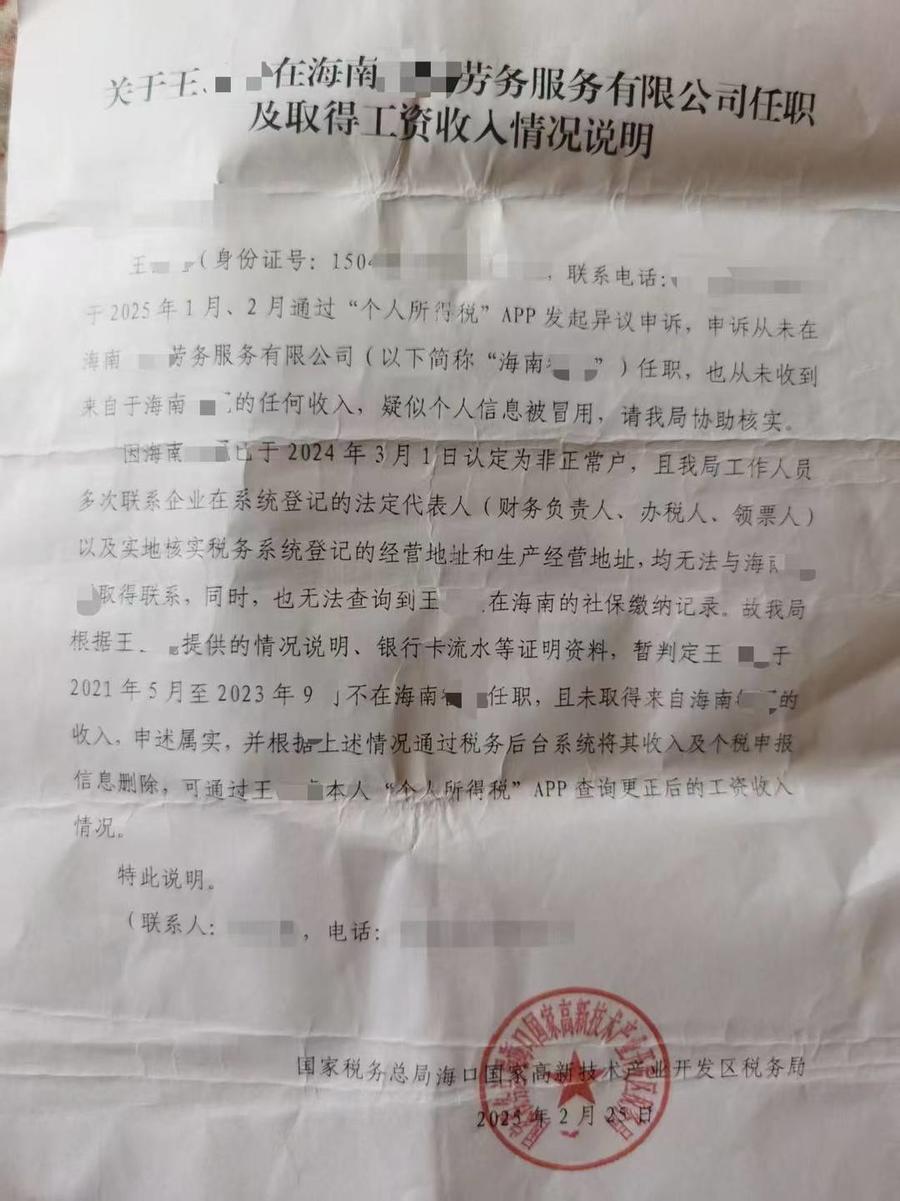 关于王 在海南 劳务服务有限公司任职
及取得工资收入情况说明
王 (身份证号:1504 ,联系电话:
于2025年1月、2月通过“个人所得税”APP发起异议申诉,申诉从未在
海南 劳务服务有限公司(以下简称“海南 ”)任职,也从未收到
来自于海南 的任何收入,疑似个人信息被冒用,请我局协助核实。
因海南 已于2024年3月1日认定为非正常户,且我局工作人员
多次联系企业在系统登记的法定代表人(财务负责人、办税人、领票人)
以及实地核实税务系统登记的经营地址和生产经营地址,均无法与海南
取得联系,同时,也无法查询到王 在海南的社保缴纳记录。故我局
根据王 提供的情况说明、银行卡流水等证明资料,暂判定王 于
2021年5月至2023年9 不在海南 任职,且未取得来自海南 的
收入,申述属实,并根据上述情况通过税务后台系统将其收入及个税申报
信息删除,可通过王 本人“个人所得税”APP查询更正后的工资收入
情况。
特此说明。
(联系人: ,电话:
国家税务总局海口国家高新技术产业开发区税务局
2025年2月25日